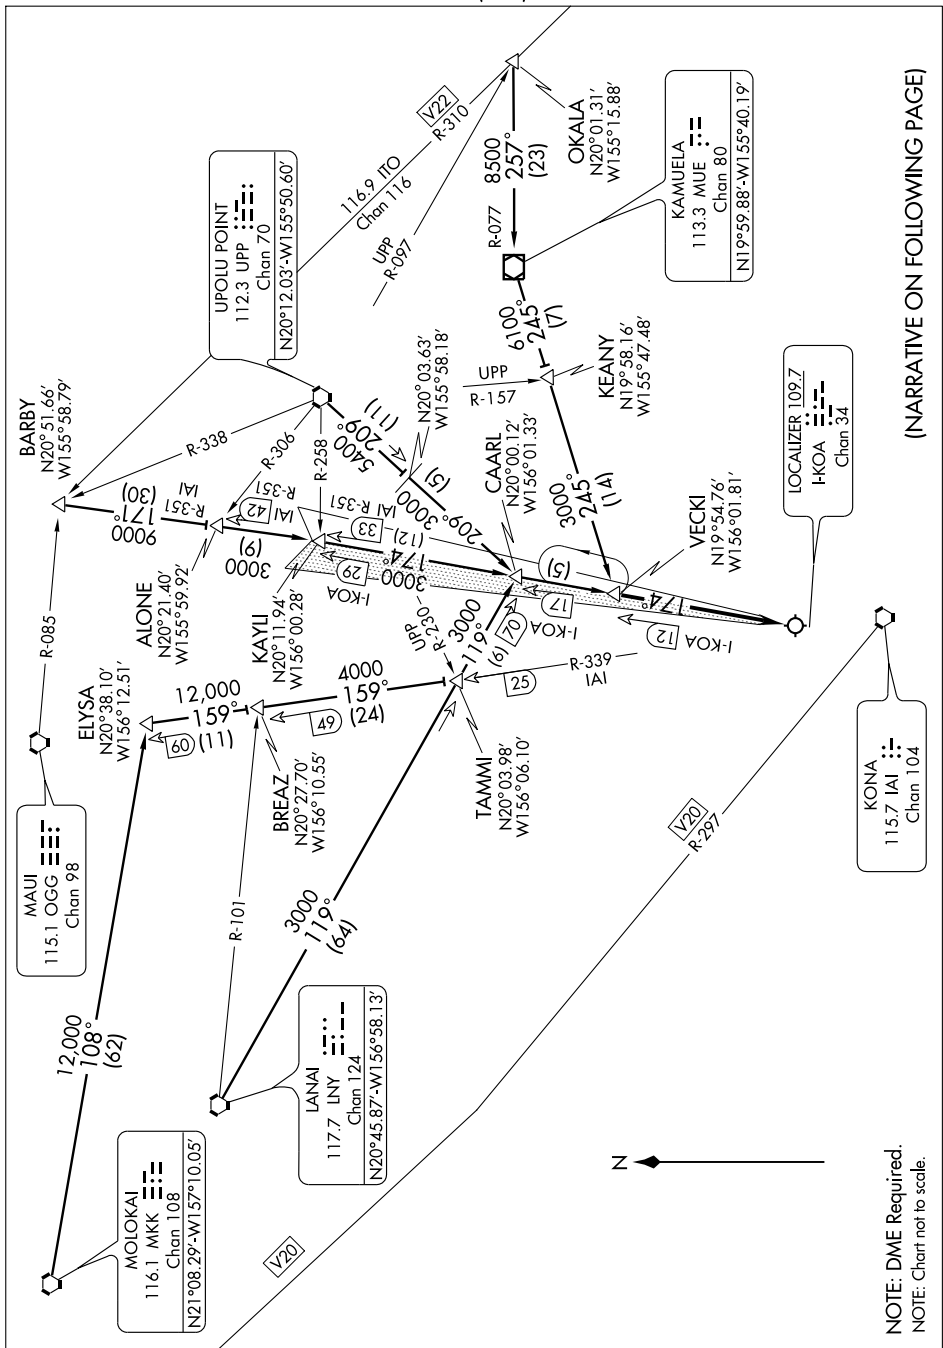 MOLOKAI
116.1 MKK
Chan 108
N21°08.29'-W157°10.05'
12,000
108°
(62)
MAUI
115.1 OGG
Chan 98
R-085
BARBY
N20°51.66'
W155°58.79'
UPOLU POINT
112.3 UPP
Chan 70
N20°12.03'-W155°50.60'
9000
171°
(30)
R-351
IAI
R-338
R-306
R-258
ELYSA
N20°38.10'
W156°12.51'
60
12,000
159°
(11)
ALONE
N20°21.40'
W155°59.92'
42
IAI
R-351
3000
(9)
KAYLI
N20°11.94'
W156°00.28'
33
IAI R-351
29
I-KOA
3000
174°
(12)
5400
209°
(11)
N20°03.63'
W155°58.18'
3000
209°
(5)
116.9 ITO
Chan 116
V22
R-310
UPP
R-097
OKALA
N20°01.31'
W155°15.88'
8500
257°
(23)
R-077
KAMUELA
113.3 MUE
Chan 80
N19°59.88'-W155°40.19'
6100
245°
(7)
UPP
R-157
KEANY
N19°58.16'
W155°47.48'
3000
245°
(14)
CAARL
N20°00.12'
W156°01.33'
17
I-KOA
(5)
VECKI
N19°54.76'
W156°01.81'
12
I-KOA
174°
LOCALIZER 109.7
I-KOA
Chan 34
BREAZ
N20°27.70'
W156°10.55'
49
4000
159°
(24)
R-101
UPP
R-230
TAMMI
N20°03.98'
W156°06.10'
3000
119°
(6)
70
25
R-339
IAI
LANAI
117.7 LNY
Chan 124
N20°45.87'-W156°58.13'
3000
119°
(64)
V20
V20
R-297
KONA
115.7 IAI
Chan 104
N
NOTE: DME Required.
NOTE: Chart not to scale.
(NARRATIVE ON FOLLOWING PAGE)